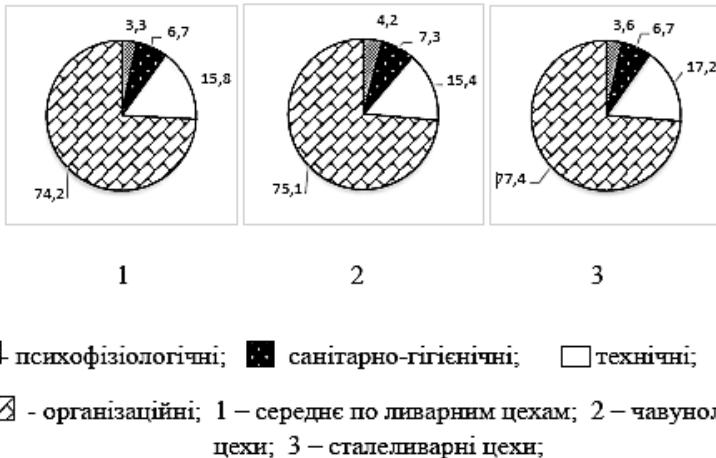 3,3 6,7 15,8 74,2
4,2 7,3 15,4 75,1
3,6 6,7 17,2 77,4
1 2 3
- психофізіологічні; санітарно-гігієнічні; технічні;
- організаційні; 1 – середнє по ливарним цехам; 2 –
цехи; 3 – сталеливарні цехи;